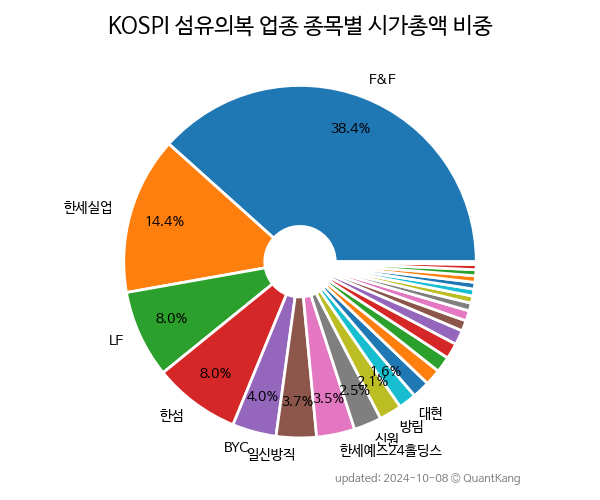 KOSPI 섬유의복 업종 종목별 시가총액 비중
F&F
38.4%
한세실업
14.4%
LF
8.0%
한섬
8.0%
BYC
4.0%
일신방직
3.7%
한세예즈24홀딩스
3.5%
신원
2.5%
방림
2.1%
대현
1.6%
updated: 2024-10-08 © QuantKang